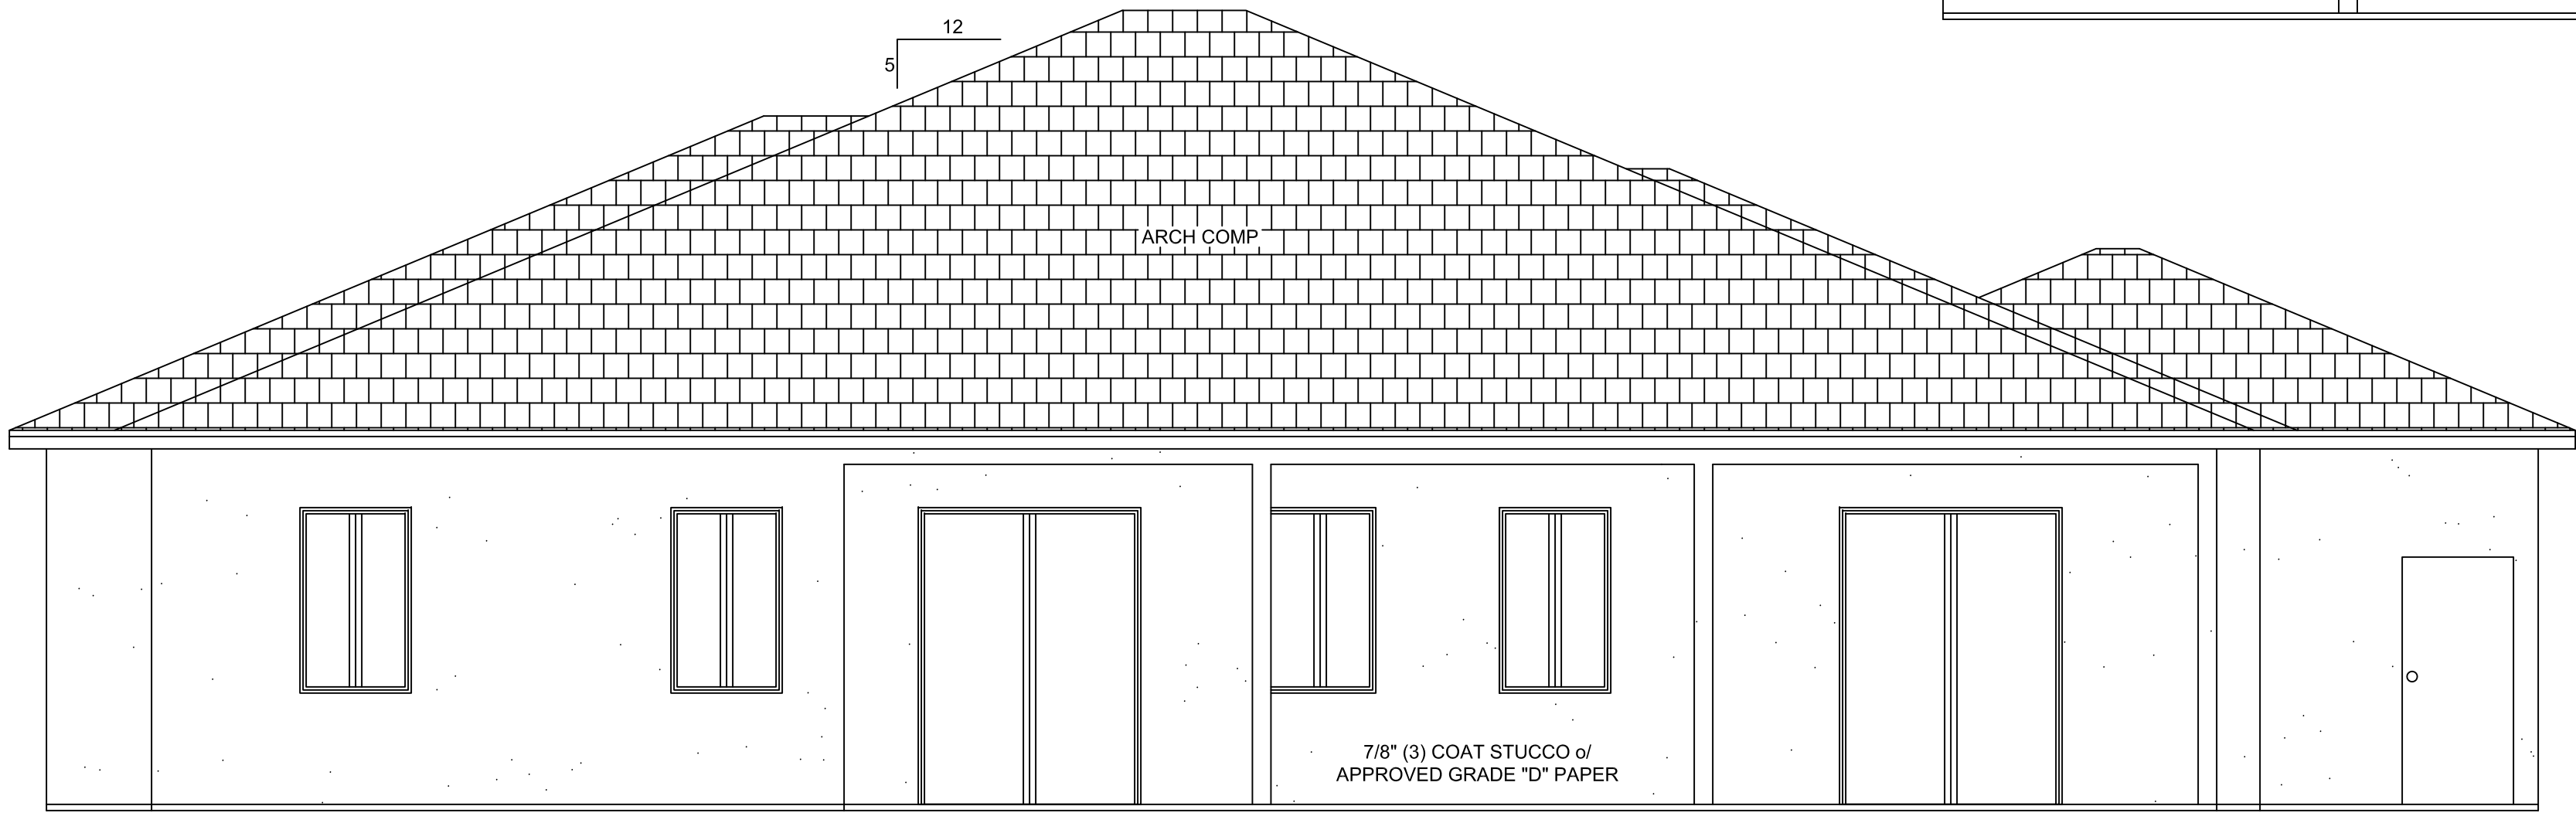 12
5
ARCH COMP
7/8" (3) COAT STUCCO o/
APPROVED GRADE "D" PAPER